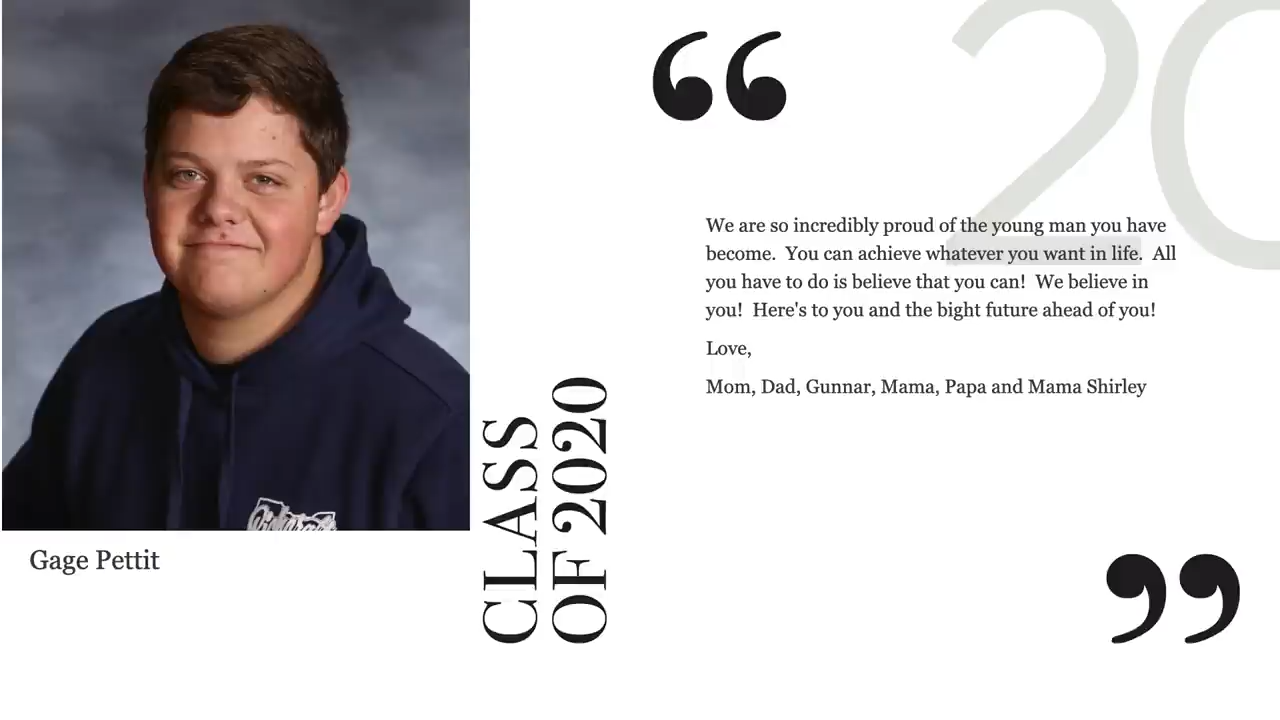 20
We are so incredibly proud of the young man you have
become.  You can achieve whatever you want in life.  All
you have to do is believe that you can!  We believe in
you!  Here's to you and the bight future ahead of you!
Love,
Mom, Dad, Gunnar, Mama, Papa and Mama Shirley
CLASS
OF 2020
Gage Pettit